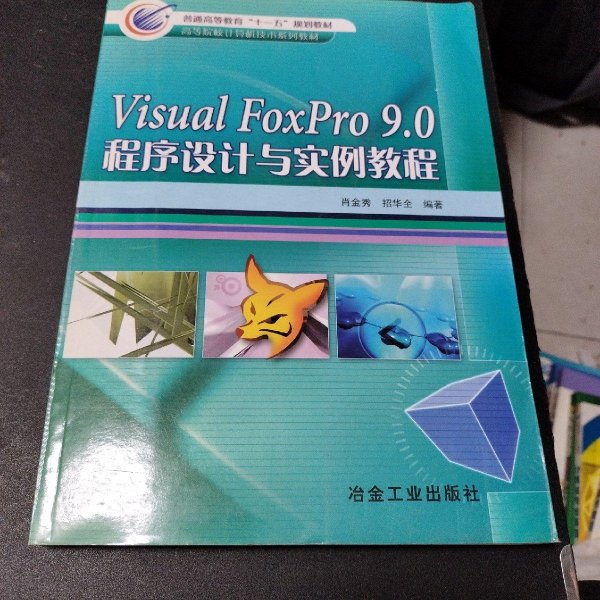 普通高等教育“十一五”规划教材
高等院校计算机技术系列教材
Visual FoxPro 9.0
程序设计与实例教程
肖金秀 招华全 编著
冶金工业出版社